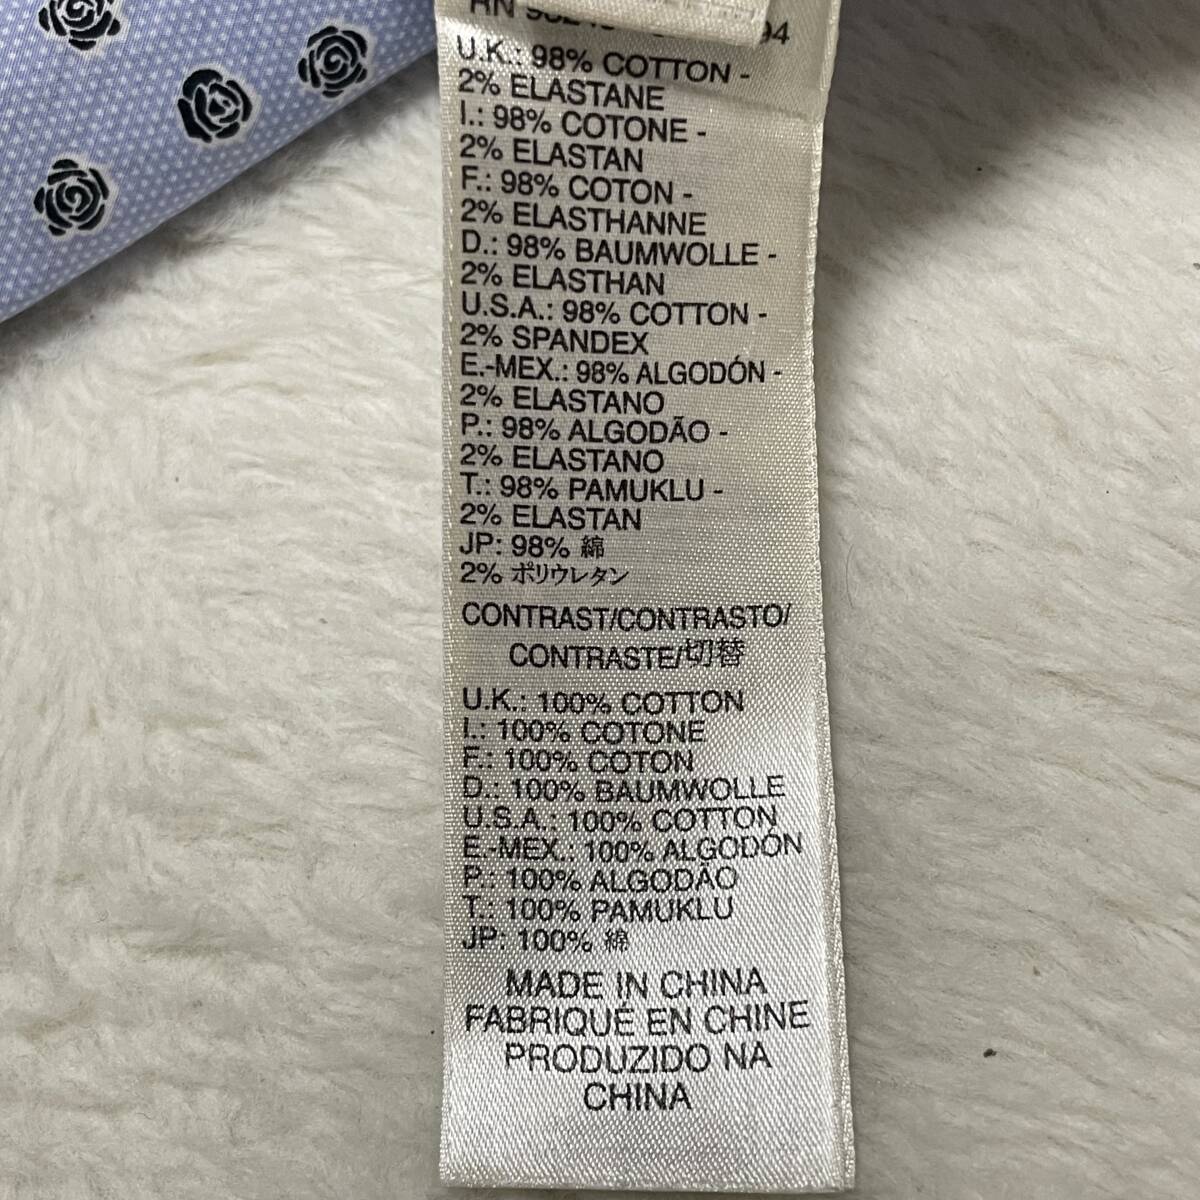 RN
94
U.K.: 98% COTTON -
2% ELASTANE
I.: 98% COTONE -
2% ELASTAN
F.: 98% COTON -
2% ELASTHANNE
D.: 98% BAUMWOLLE -
2% ELASTHAN
U.S.A.: 98% COTTON -
2% SPANDEX
E.-MEX.: 98% ALGODÓN -
2% ELASTANO
P.: 98% ALGODÃO -
2% ELASTANO
T.: 98% PAMUKLU -
2% ELASTAN
JP: 98% 綿
2% ポリウレタン
CONTRAST/CONTRASTO/
CONTRASTE/切替
U.K.: 100% COTTON
I.: 100% COTONE
F.: 100% COTON
D.: 100% BAUMWOLLE
U.S.A.: 100% COTTON
E.-MEX.: 100% ALGODÓN
P.: 100% ALGODÃO
T.: 100% PAMUKLU
JP: 100% 綿
MADE IN CHINA
FABRIQUE EN CHINE
PRODUZIDO NA
CHINA